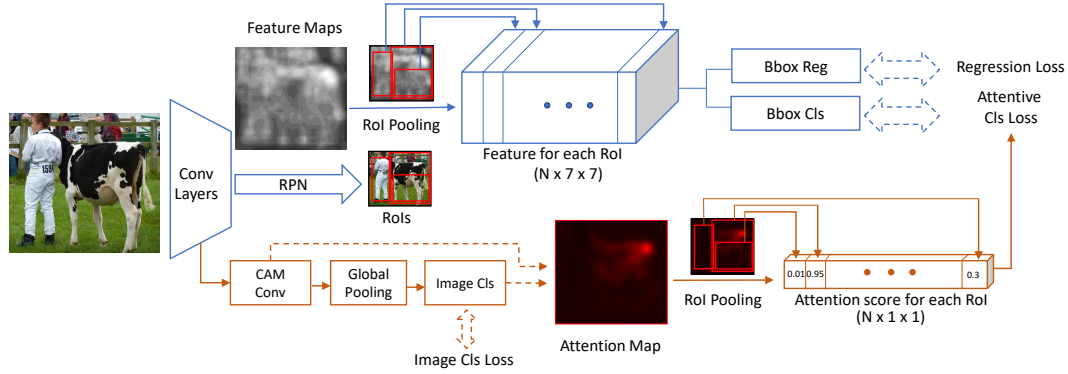 Feature Maps
RoI Pooling
Feature for each RoI
(N x 7 x 7)
Bbox Reg
Bbox Cls
Regression Loss
Attentive
Cls Loss
1594
Conv
Layers
RPN
RoIs
CAM
Conv
Global
Pooling
Image Cls
Image Cls Loss
Attention Map
RoI Pooling
0.01
0.95
0.3
Attention score for each RoI
(N x 1 x 1)